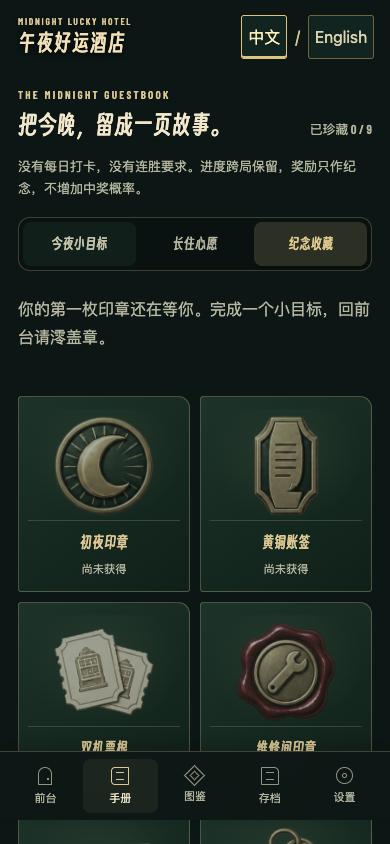 MIDNIGHT LUCKY HOTEL
午夜好运酒店
中文 / English
THE MIDNIGHT GUESTBOOK
把今晚，留成一页故事。
已珍藏 0 / 9
没有每日打卡，没有连胜要求。进度跨局保留，奖励只作纪
念，不增加中奖概率。
今夜小目标
长住心愿
纪念收藏
你的第一枚印章还在等你。完成一个小目标，回前
台请澪盖章。
初夜印章
尚未获得
黄铜账签
尚未获得
双机票根
维修间印章
前台
手册
图鉴
存档
设置